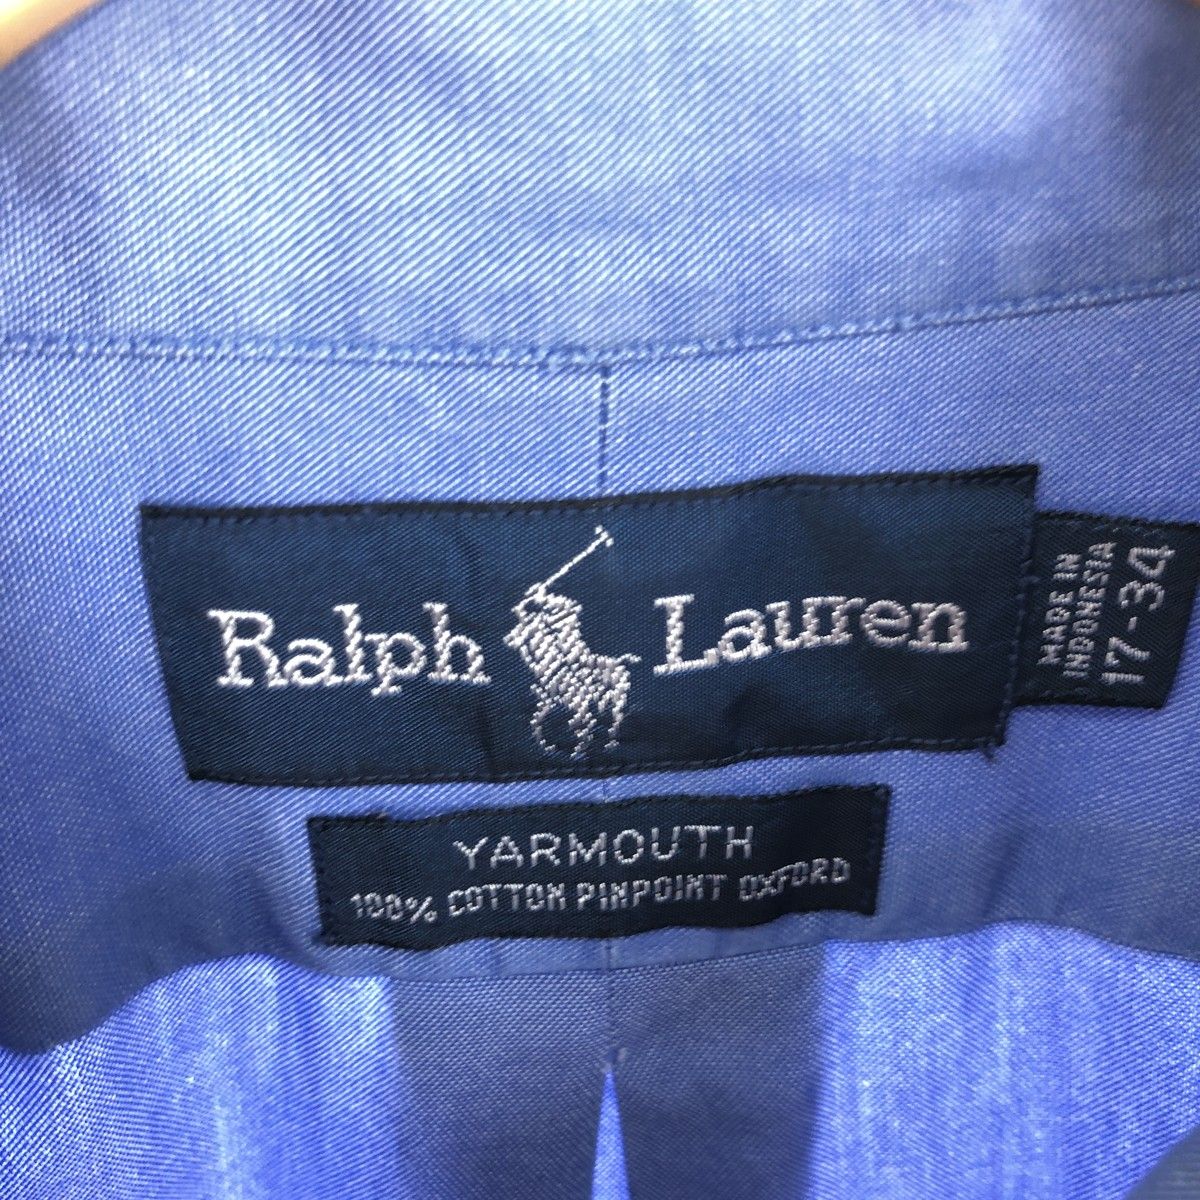 Ralph Lauren
MADE IN
INDONESIA
17-34
YARMOUTH
100% COTTON PINPOINT OXFORD